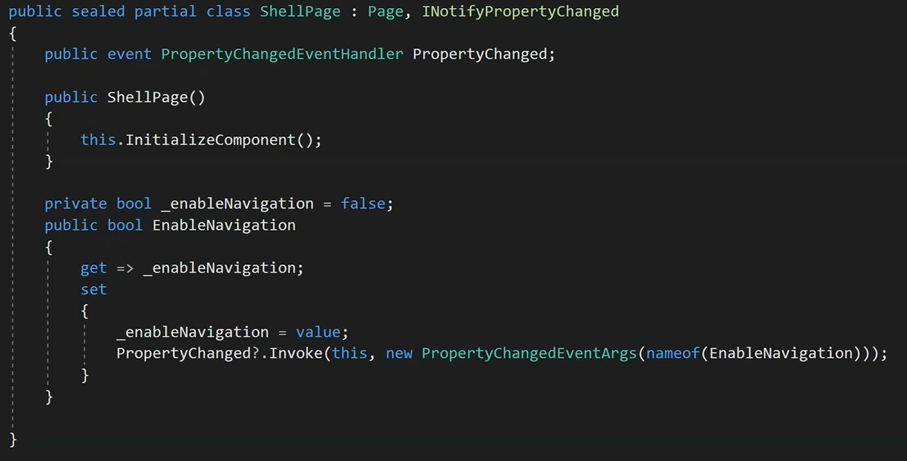 public sealed partial class ShellPage : Page, INotifyPropertyChanged
{
    public event PropertyChangedEventHandler PropertyChanged;

    public ShellPage()
    {
        this.InitializeComponent();
    }

    private bool _enableNavigation = false;
    public bool EnableNavigation
    {
        get => _enableNavigation;
        set
        {
            _enableNavigation = value;
            PropertyChanged?.Invoke(this, new PropertyChangedEventArgs(nameof(EnableNavigation)));
        }
    }

}